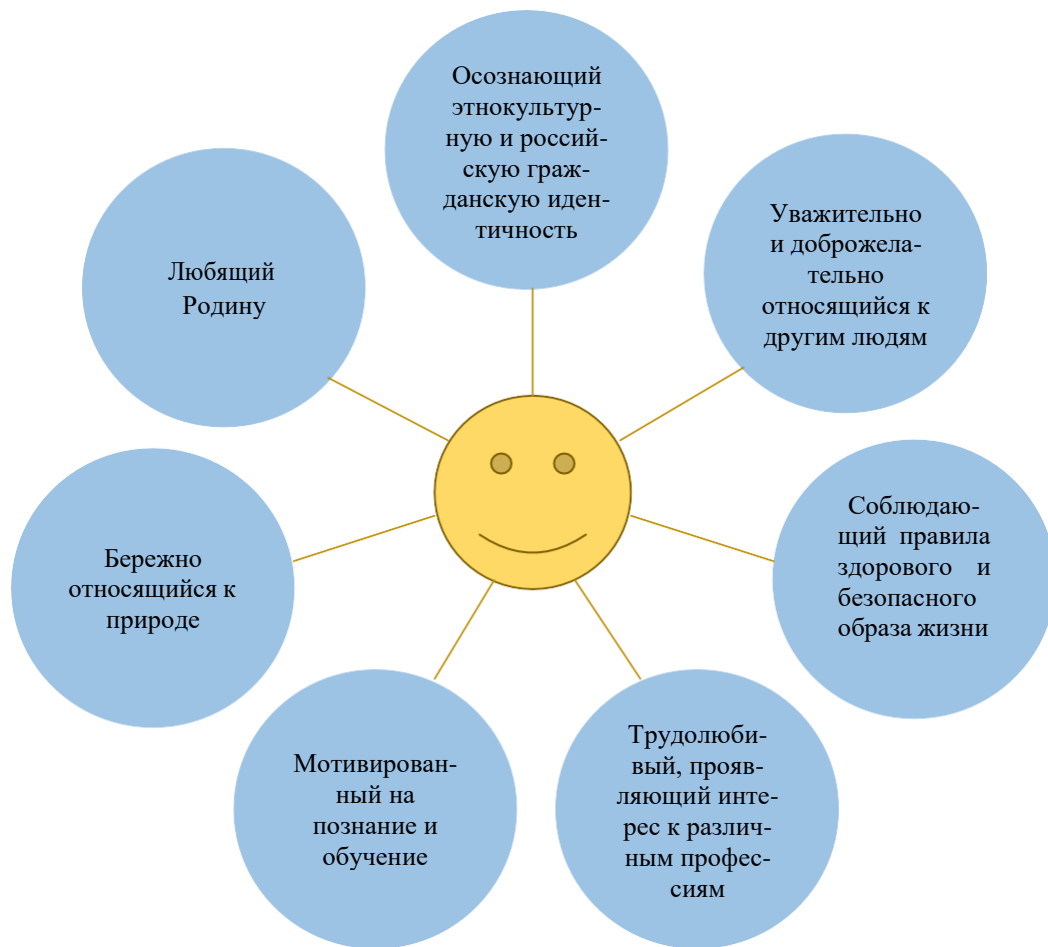 Осознающий
этнокультур-
ную и россий-
скую граж-
данскую иден-
тичность
Уважительно
и доброжела-
тельно
относящийся к
другим людям
Любящий
Родину
Соблюдаю-
щий правила
здорового и
безопасного
образа жизни
Бережно
относящийся к
природе
Мотивирован-
ный на
познание и
обучение
Трудолюби-
вый, прояв-
ляющий инте-
рес к различ-
ным профес-
сиям